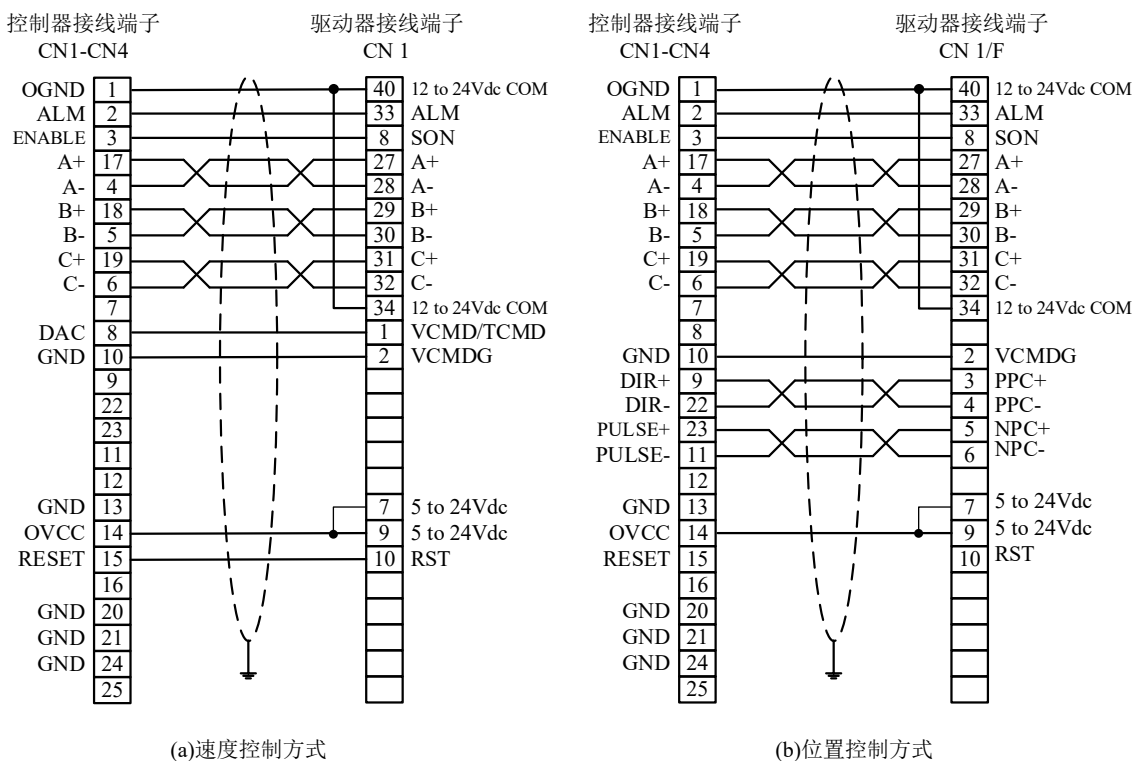 控制器接线端子 驱动器接线端子
CN1-CN4 CN 1
OGND 1 40 12 to 24Vdc COM
ALM 2 33 ALM
ENABLE 3 8 SON
A+ 17 27 A+
A- 4 28 A-
B+ 18 29 B+
B- 5 30 B-
C+ 19 31 C+
C- 6 32 C-
7 34 12 to 24Vdc COM
DAC 8 1 VCMD/TCMD
GND 10 2 VCMDG
9
22
23
11
12
GND 13 7 5 to 24Vdc
OVCC 14 9 5 to 24Vdc
RESET 15 10 RST
16
GND 20
GND 21
GND 24
25
(a)速度控制方式
控制器接线端子 驱动器接线端子
CN1-CN4 CN 1/F
OGND 1 40 12 to 24Vdc COM
ALM 2 33 ALM
ENABLE 3 8 SON
A+ 17 27 A+
A- 4 28 A-
B+ 18 29 B+
B- 5 30 B-
C+ 19 31 C+
C- 6 32 C-
7 34 12 to 24Vdc COM
8
GND 10 2 VCMDG
DIR+ 9 3 PPC+
DIR- 22 4 PPC-
PULSE+ 23 5 NPC+
PULSE- 11 6 NPC-
12
GND 13 7 5 to 24Vdc
OVCC 14 9 5 to 24Vdc
RESET 15 10 RST
16
GND 20
GND 21
GND 24
25
(b)位置控制方式